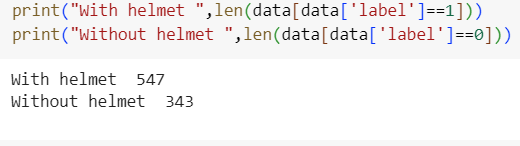 print("With helmet ",len(data[data['label']==1]))
print("Without helmet ",len(data[data['label']==0]))
With helmet  547
Without helmet  343